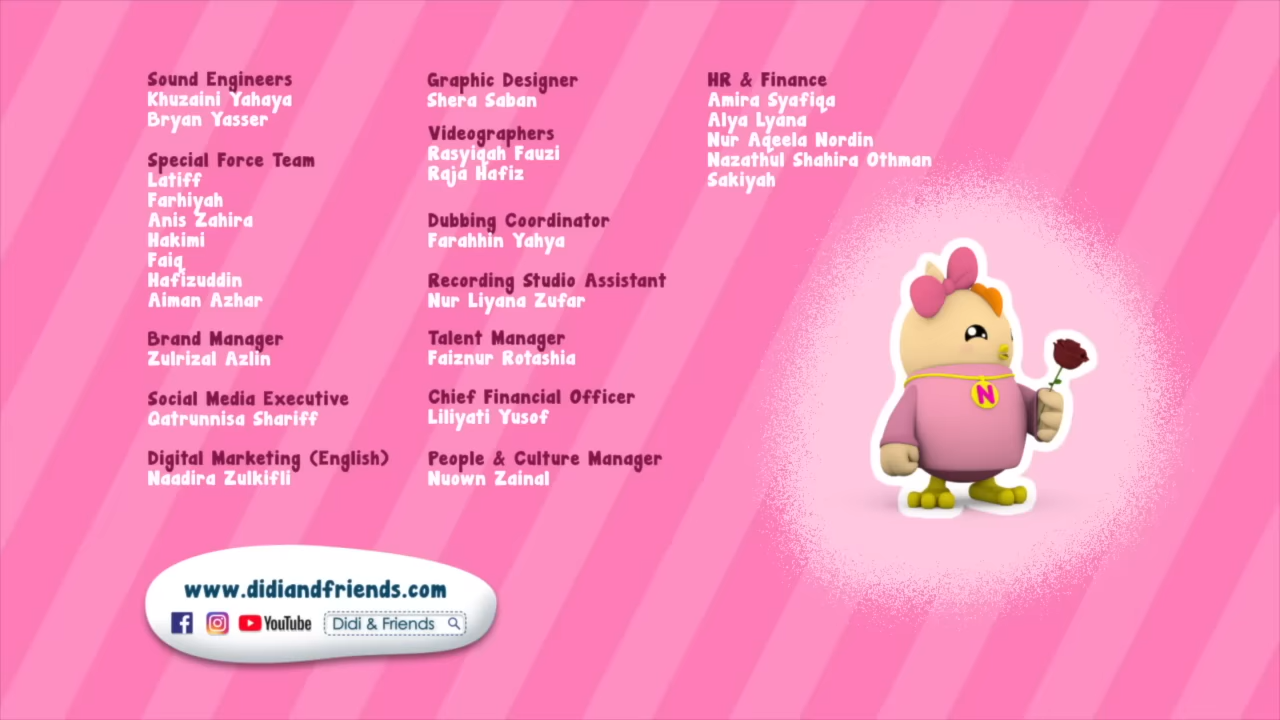 Sound Engineers
Khuzaini Yahaya
Bryan Yasser
Special Force Team
Latiff
Farhiyah
Anis Zahira
Hakimi
Faiq
Hafizuddin
Aiman Azhar
Brand Manager
Zulrizal Azlin
Social Media Executive
Qatrunnisa Shariff
Digital Marketing (English)
Naadira Zulkifli
Graphic Designer
Shera Saban
Videographers
Rasyiqah Fauzi
Raja Hafiz
Dubbing Coordinator
Farahhin Yahya
Recording Studio Assistant
Nur Liyana Zufar
Talent Manager
Faiznur Rotashia
Chief Financial Officer
Liliyati Yusof
People & Culture Manager
Nuown Zainal
HR & Finance
Amira Syafiqa
Alya Lyana
Nur Aqeela Nordin
Nazathul Shahira Othman
Sakiyah
N
www.didiandfriends.com
YouTube Didi & Friends